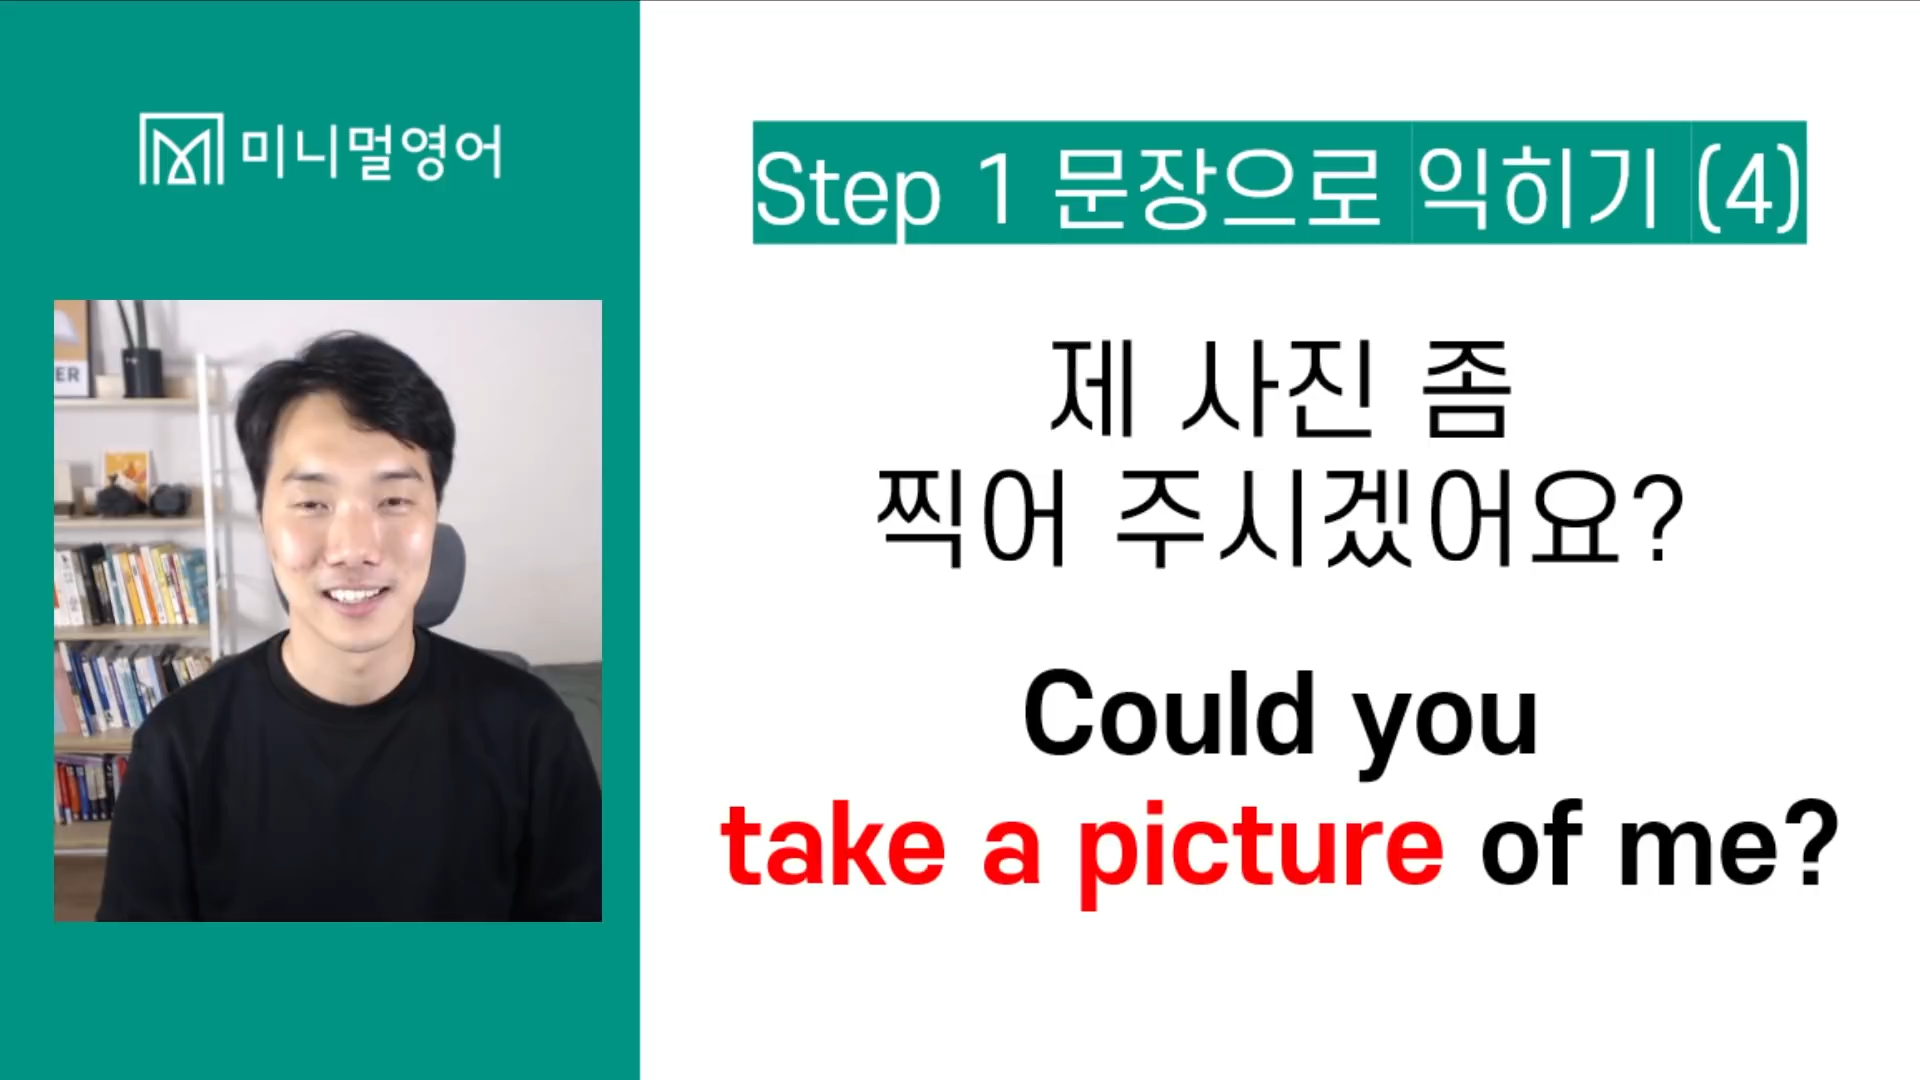 미니멀영어
ER
Step 1 문장으로 익히기 (4)
제 사진 좀
찍어 주시겠어요?
Could you
take a picture of me?